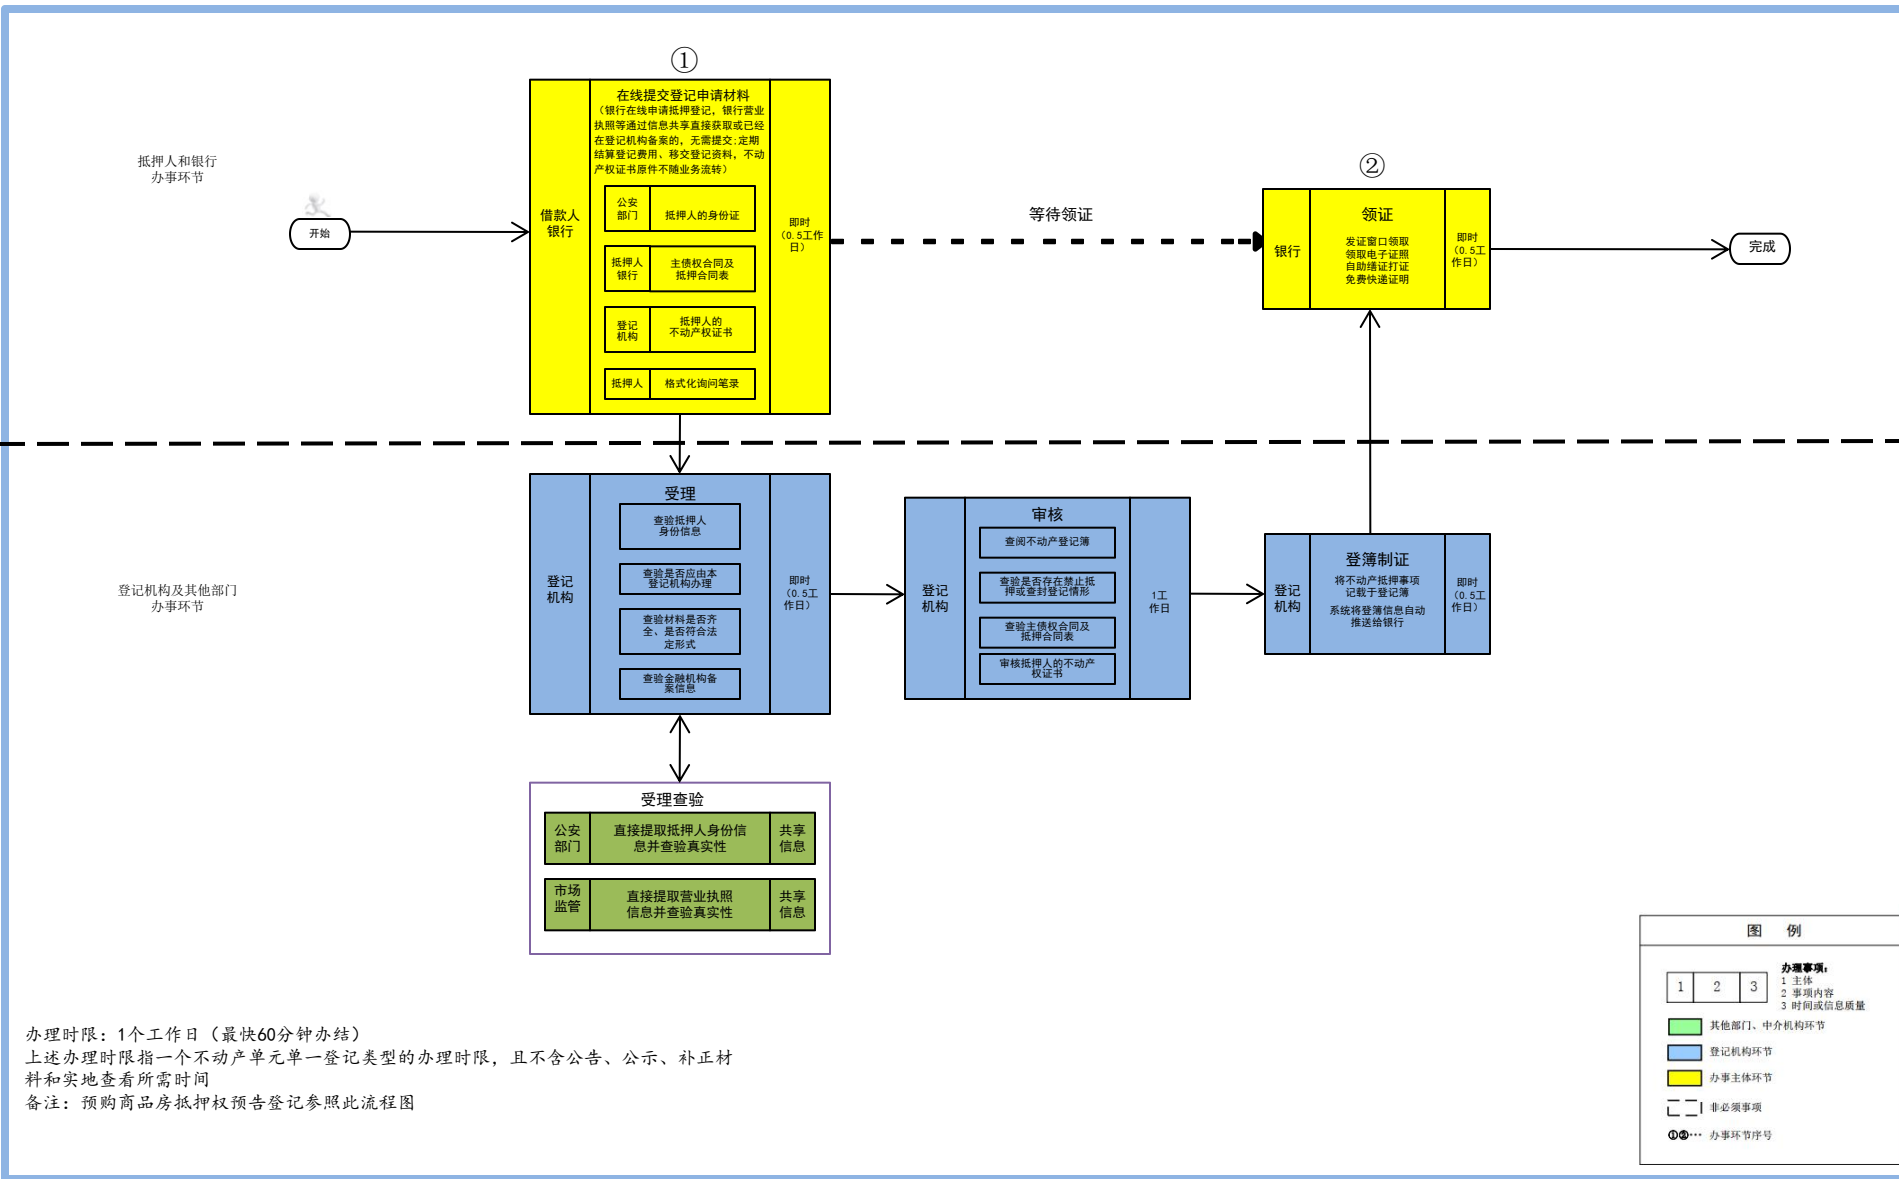 ①
在线提交登记申请材料
（银行在线申请抵押登记，银行营业
执照等通过信息共享直接获取或已经
在登记机构备案的，无需提交;定期
结算登记费用、移交登记资料，不动
产权证书原件不随业务流转）
抵押人和银行
办事环节
开始
借款人
银行
公安
部门
抵押人的身份证
抵押人
银行
主债权合同及
抵押合同表
登记
机构
抵押人的
不动产权证书
抵押人
格式化询问笔录
即时
（0.5工作
日）
等待领证
②
银行
领证
发证窗口领取
领取电子证照
自助缮证打证
免费快递证明
即时
（0.5工
作日）
完成
登记机构及其他部门
办事环节
登记
机构
受理
查验抵押人
身份信息
查验是否应由本
登记机构办理
查验材料是否齐
全、是否符合法
定形式
查验金融机构备
案信息
即时
（0.5工
作日）
登记
机构
审核
查阅不动产登记簿
查验是否存在禁止抵
押或查封登记情形
查验主债权合同及
抵押合同表
审核抵押人的不动产
权证书
1工
作日
登记
机构
登簿制证
将不动产抵押事项
记载于登记簿
系统将登簿信息自动
推送给银行
即时
（0.5工
作日）
受理查验
公安
部门
直接提取抵押人身份信
息并查验真实性
共享
信息
市场
监管
直接提取营业执照
信息并查验真实性
共享
信息
办理时限：1个工作日（最快60分钟办结）
上述办理时限指一个不动产单元单一登记类型的办理时限，且不含公告、公示、补正材
料和实地查看所需时间
备注：预购商品房抵押权预告登记参照此流程图
图 例
1 2 3
办理事项：
1 主体
2 事项内容
3 时间或信息质量
其他部门、中介机构环节
登记机构环节
办事主体环节
非必须事项
①②… 办事环节序号